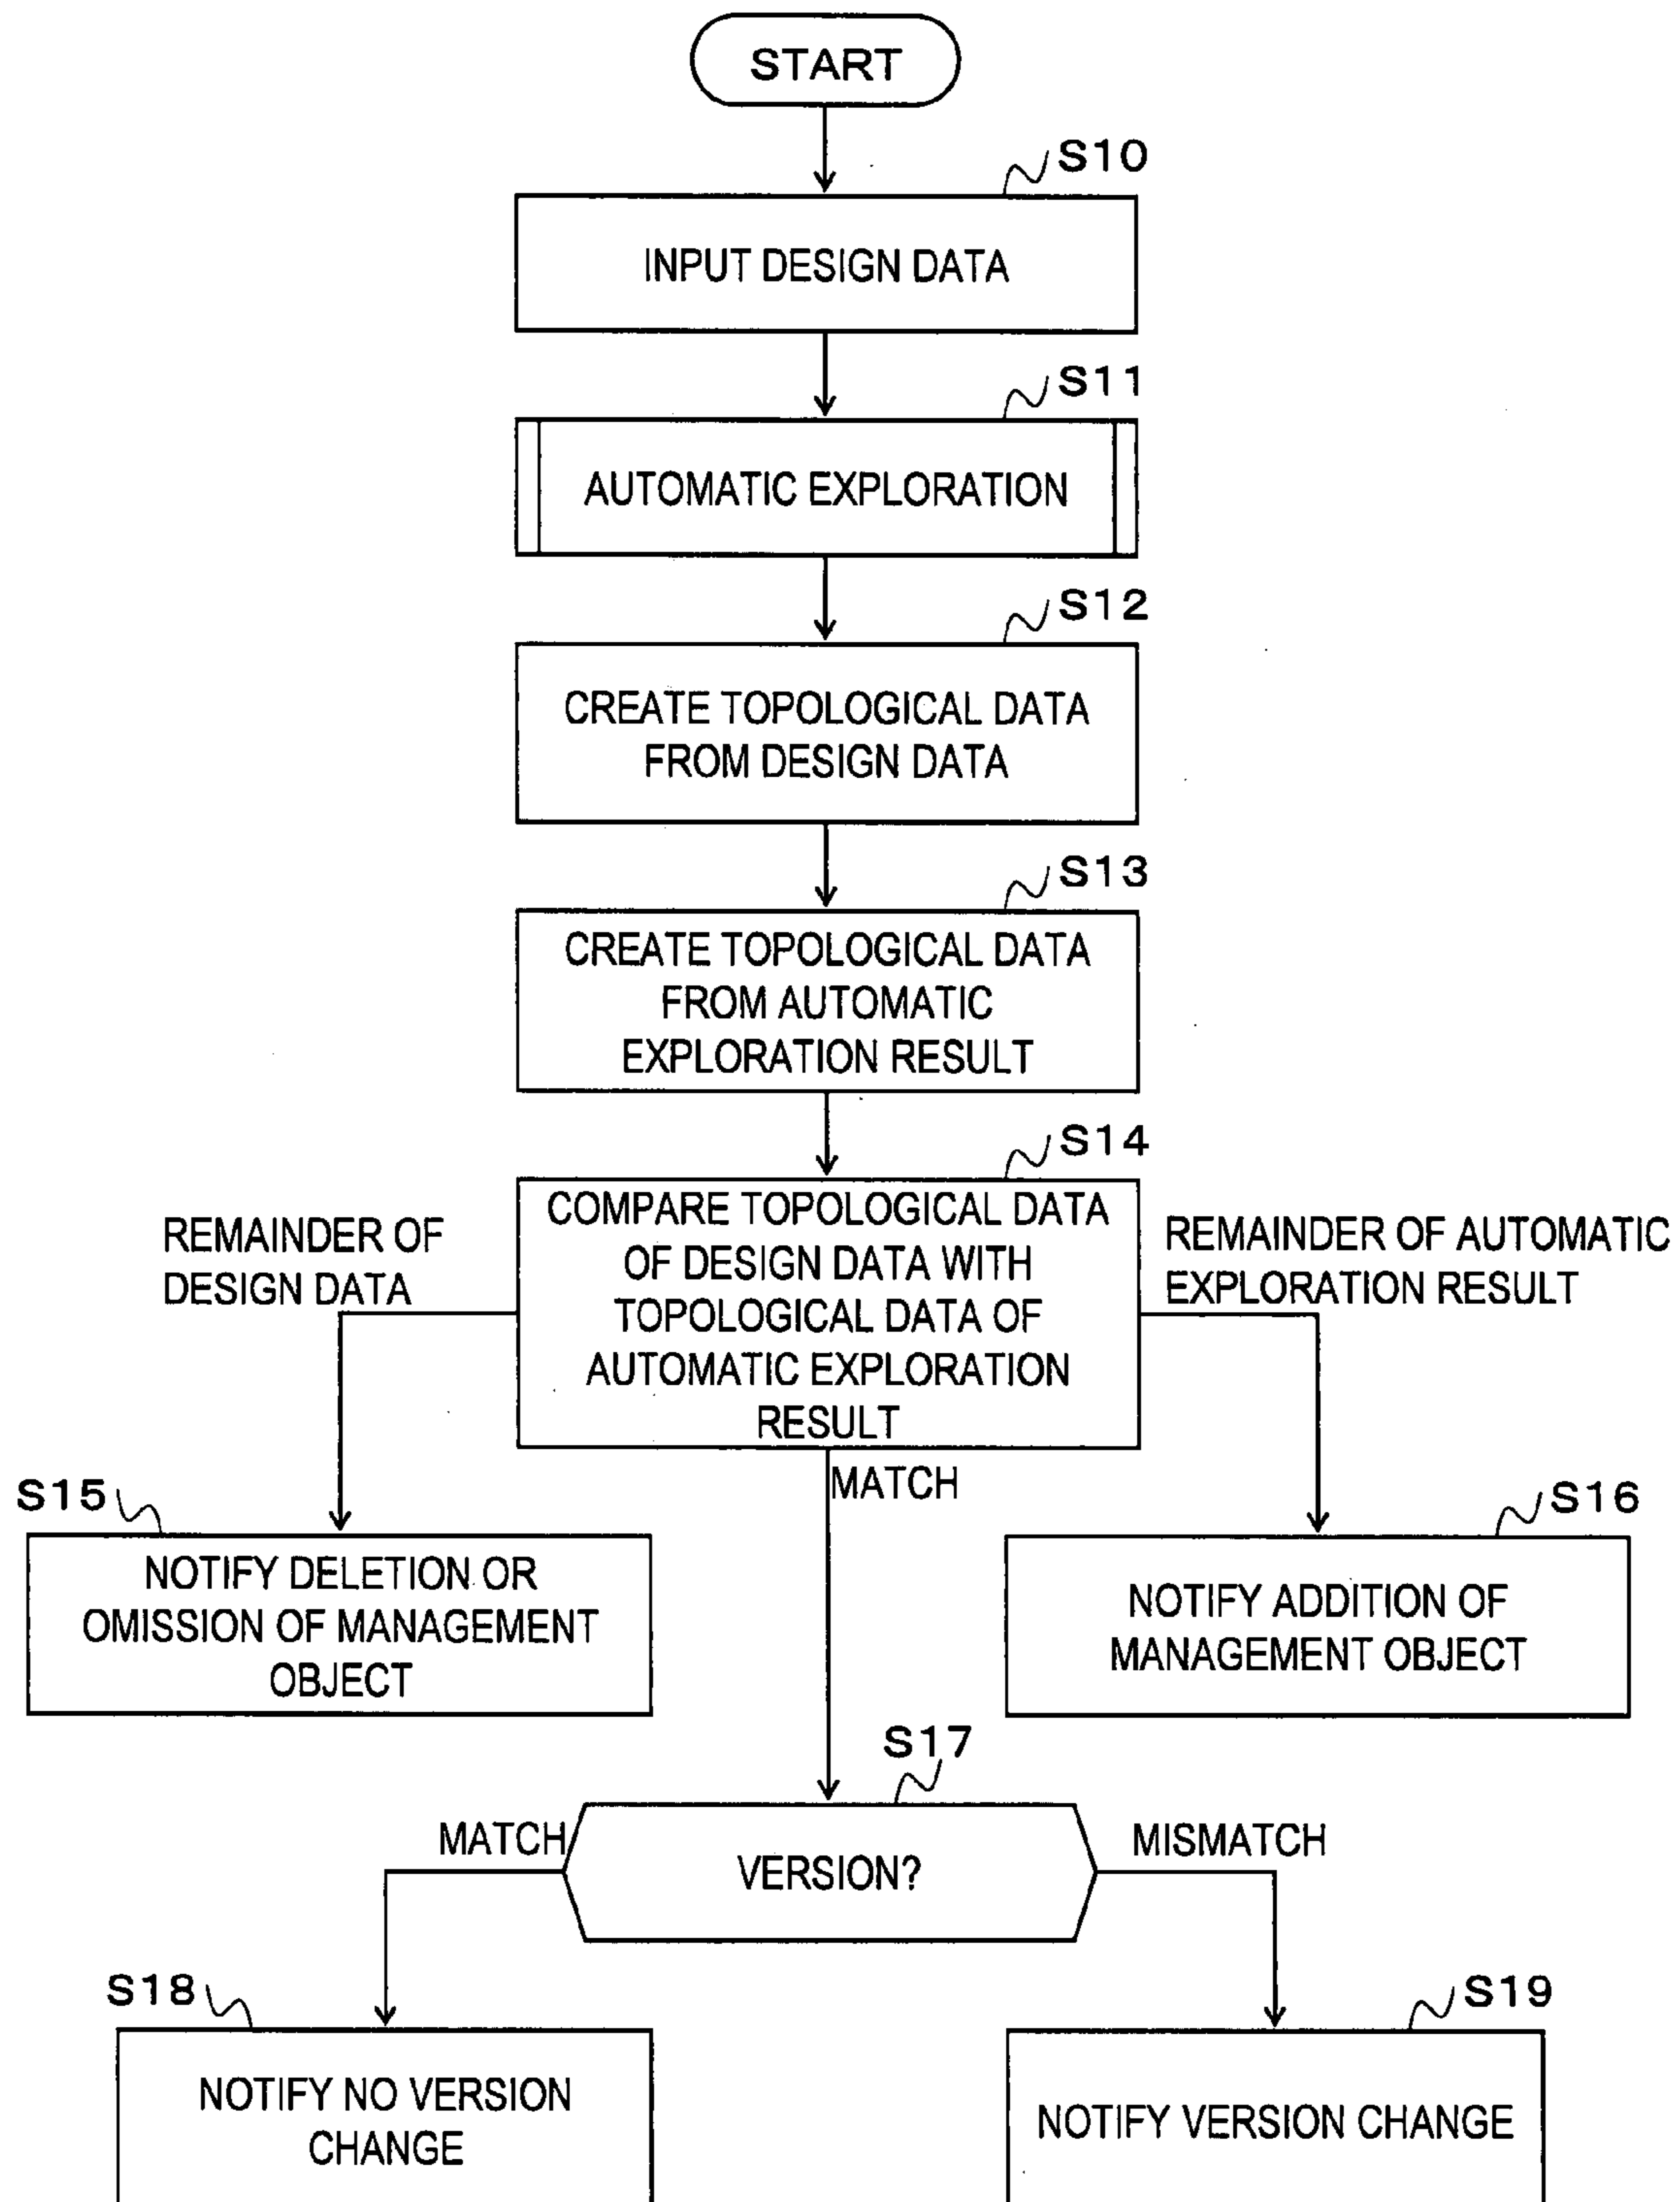 START
S10
INPUT DESIGN DATA
S11
AUTOMATIC EXPLORATION
S12
CREATE TOPOLOGICAL DATA
FROM DESIGN DATA
S13
CREATE TOPOLOGICAL DATA
FROM AUTOMATIC
EXPLORATION RESULT
S14
COMPARE TOPOLOGICAL DATA
OF DESIGN DATA WITH
TOPOLOGICAL DATA OF
AUTOMATIC EXPLORATION
RESULT
REMAINDER OF
DESIGN DATA
REMAINDER OF AUTOMATIC
EXPLORATION RESULT
MATCH
S15
NOTIFY DELETION OR
OMISSION OF MANAGEMENT
OBJECT
S16
NOTIFY ADDITION OF
MANAGEMENT OBJECT
S17
VERSION?
MATCH
MISMATCH
S18
NOTIFY NO VERSION
CHANGE
S19
NOTIFY VERSION CHANGE